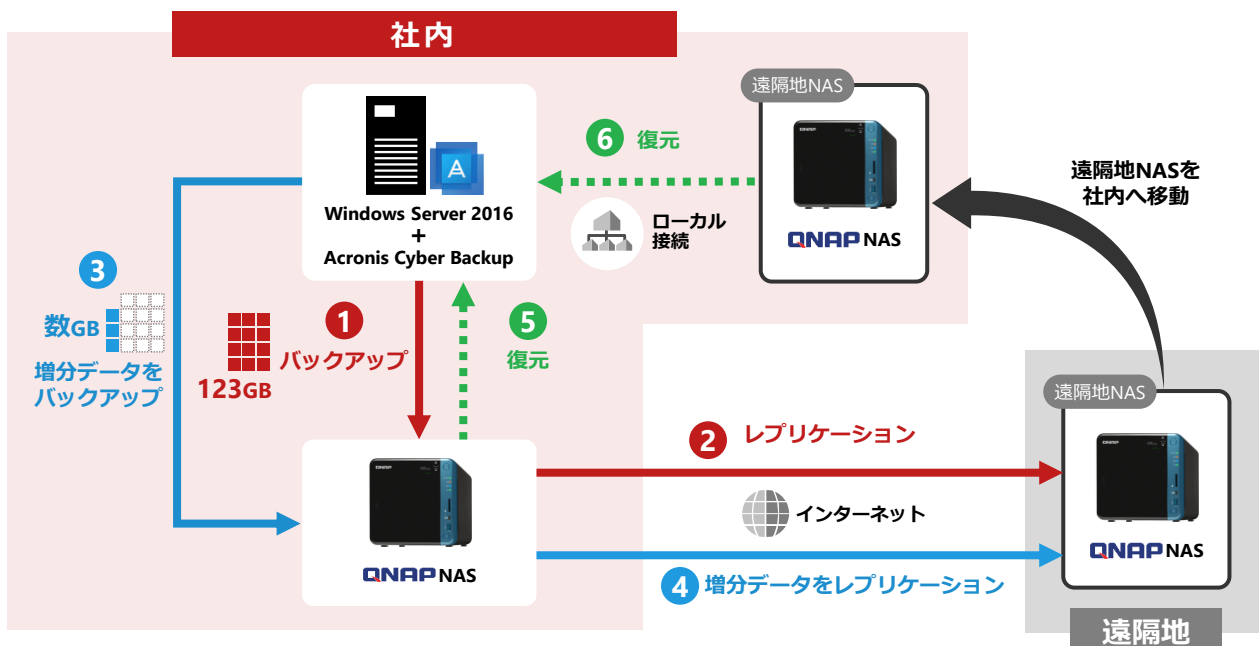 社内
遠隔地NAS
QNAP NAS
6 復元
ローカル
接続
遠隔地NASを
社内へ移動
A
Windows Server 2016
+
Acronis Cyber Backup
3
数GB
増分データを
バックアップ
123GB
1
バックアップ
5
復元
QNAP NAS
2 レプリケーション
インターネット
4 増分データをレプリケーション
遠隔地NAS
QNAP NAS
遠隔地